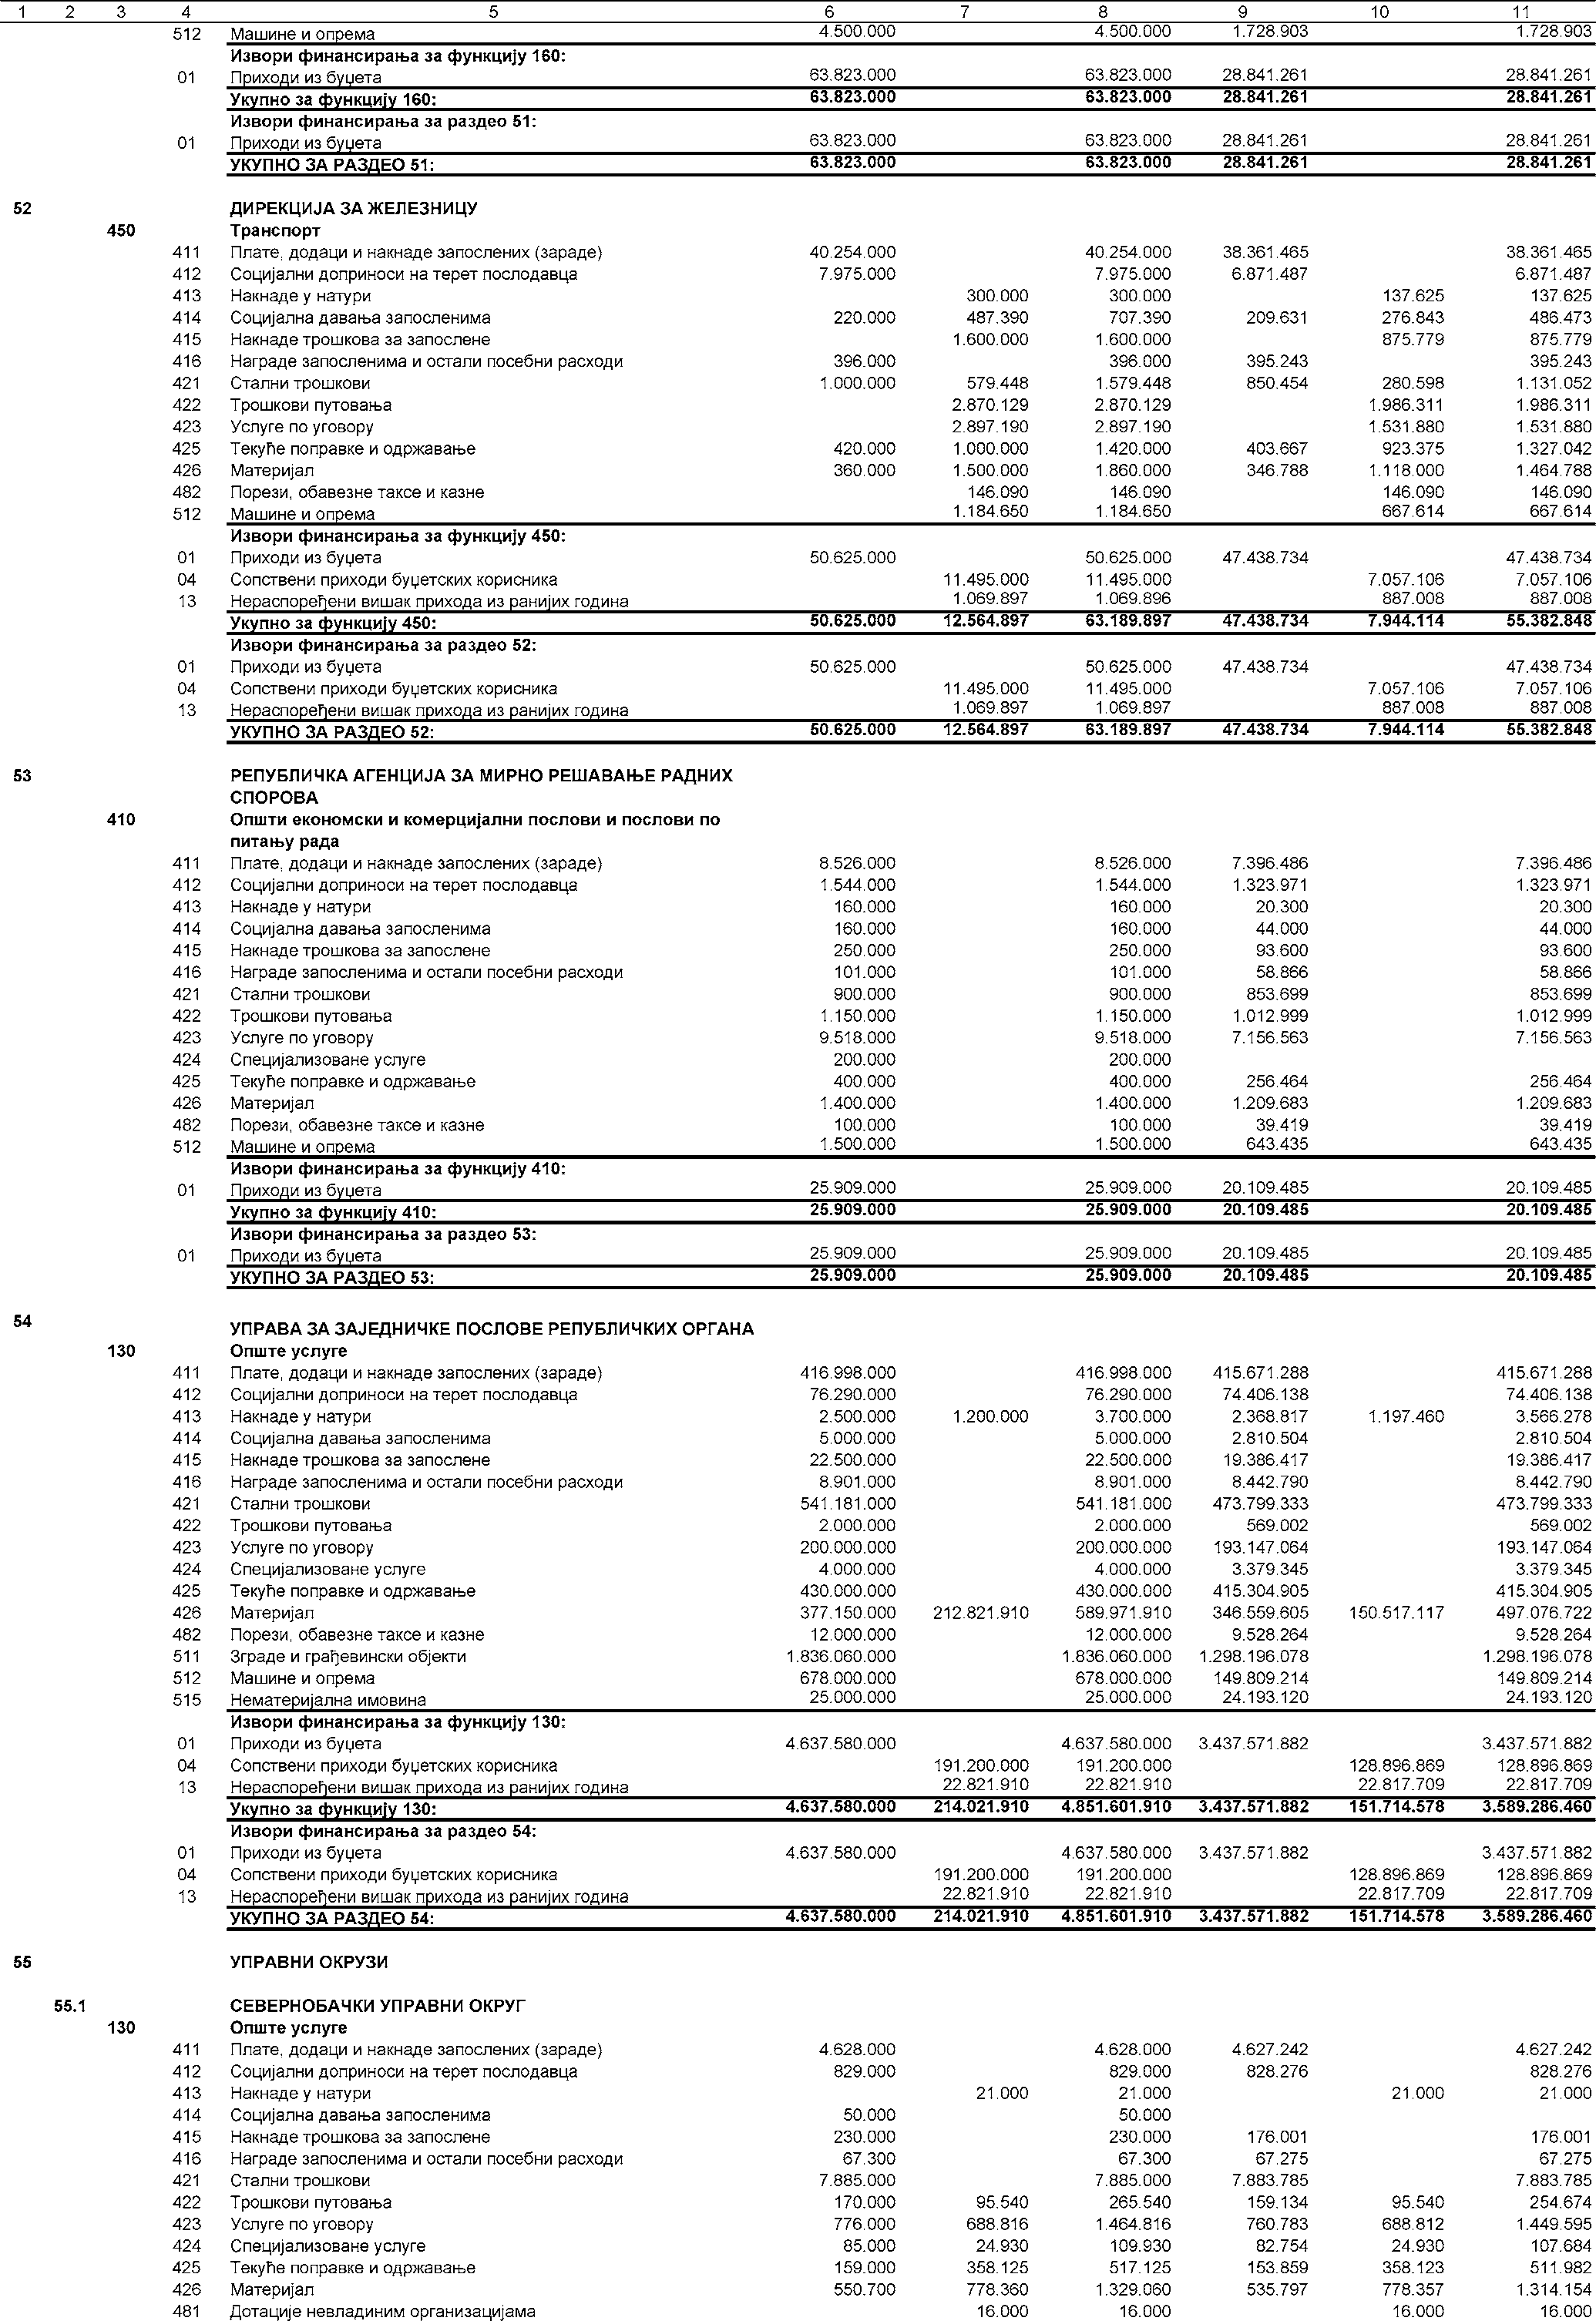 1 2 3 4 5 6 7 8 9 10 11
512 Машине и опрема 4.500.000 4.500.000 1.728.903 1.728.903
Извори финансирања за функцију 160:
01 Приходи из буџета 63.823.000 63.823.000 28.841.261 28.841.261
Укупно за функцију 160: 63.823.000 63.823.000 28.841.261 28.841.261
Извори финансирања за раздео 51:
01 Приходи из буџета 63.823.000 63.823.000 28.841.261 28.841.261
УКУПНО ЗА РАЗДЕО 51: 63.823.000 63.823.000 28.841.261 28.841.261
52 ДИРЕКЦИЈА ЗА ЖЕЛЕЗНИЦУ
450 Транспорт
411 Плате, додаци и накнаде запослених (зараде) 40.254.000 40.254.000 38.361.465 38.361.465
412 Социјални доприноси на терет послодавца 7.975.000 7.975.000 6.871.487 6.871.487
413 Накнаде у натури 300.000 300.000 137.625 137.625
414 Социјална давања запосленима 220.000 487.390 707.390 209.631 276.843 486.473
415 Накнаде трошкова за запослене 1.600.000 1.600.000 875.779 875.779
416 Награде запосленима и остали посебни расходи 396.000 396.000 395.243 395.243
421 Стални трошкови 1.000.000 579.448 1.579.448 850.454 280.598 1.131.052
422 Трошкови путовања 2.870.129 2.870.129 1.986.311 1.986.311
423 Услуге по уговору 2.897.190 2.897.190 1.531.880 1.531.880
425 Текуће поправке и одржавање 420.000 1.000.000 1.420.000 403.667 923.375 1.327.042
426 Материјал 360.000 1.500.000 1.860.000 346.788 1.118.000 1.464.788
482 Порези, обавезне таксе и казне 146.090 146.090 146.090 146.090
512 Машине и опрема 1.184.650 1.184.650 667.614 667.614
Извори финансирања за функцију 450:
01 Приходи из буџета 50.625.000 50.625.000 47.438.734 47.438.734
04 Сопствени приходи буџетских корисника 11.495.000 11.495.000 7.057.106 7.057.106
13 Нераспоређени вишак прихода из ранијих година 1.069.897 1.069.896 887.008 887.008
Укупно за функцију 450: 50.625.000 12.564.897 63.189.897 47.438.734 7.944.114 55.382.848
Извори финансирања за раздео 52:
01 Приходи из буџета 50.625.000 50.625.000 47.438.734 47.438.734
04 Сопствени приходи буџетских корисника 11.495.000 11.495.000 7.057.106 7.057.106
13 Нераспоређени вишак прихода из ранијих година 1.069.897 1.069.897 887.008 887.008
УКУПНО ЗА РАЗДЕО 52: 50.625.000 12.564.897 63.189.897 47.438.734 7.944.114 55.382.848
53 РЕПУБЛИЧКА АГЕНЦИЈА ЗА МИРНО РЕШАВАЊЕ РАДНИХ
СПОРОВА
410 Општи економски и комерцијални послови и послови по
питању рада
411 Плате, додаци и накнаде запослених (зараде) 8.526.000 8.526.000 7.396.486 7.396.486
412 Социјални доприноси на терет послодавца 1.544.000 1.544.000 1.323.971 1.323.971
413 Накнаде у натури 160.000 160.000 20.300 20.300
414 Социјална давања запосленима 160.000 160.000 44.000 44.000
415 Накнаде трошкова за запослене 250.000 250.000 93.600 93.600
416 Награде запосленима и остали посебни расходи 101.000 101.000 58.866 58.866
421 Стални трошкови 900.000 900.000 853.699 853.699
422 Трошкови путовања 1.150.000 1.150.000 1.012.999 1.012.999
423 Услуге по уговору 9.518.000 9.518.000 7.156.563 7.156.563
424 Специјализоване услуге 200.000 200.000
425 Текуће поправке и одржавање 400.000 400.000 256.464 256.464
426 Материјал 1.400.000 1.400.000 1.209.683 1.209.683
482 Порези, обавезне таксе и казне 100.000 100.000 39.419 39.419
512 Машине и опрема 1.500.000 1.500.000 643.435 643.435
Извори финансирања за функцију 410:
01 Приходи из буџета 25.909.000 25.909.000 20.109.485 20.109.485
Укупно за функцију 410: 25.909.000 25.909.000 20.109.485 20.109.485
Извори финансирања за раздео 53:
01 Приходи из буџета 25.909.000 25.909.000 20.109.485 20.109.485
УКУПНО ЗА РАЗДЕО 53: 25.909.000 25.909.000 20.109.485 20.109.485
54 УПРАВА ЗА ЗАЈЕДНИЧКЕ ПОСЛОВЕ РЕПУБЛИЧКИХ ОРГАНА
130 Опште услуге
411 Плате, додаци и накнаде запослених (зараде) 416.998.000 416.998.000 415.671.288 415.671.288
412 Социјални доприноси на терет послодавца 76.290.000 76.290.000 74.406.138 74.406.138
413 Накнаде у натури 2.500.000 1.200.000 3.700.000 2.368.817 1.197.460 3.566.278
414 Социјална давања запосленима 5.000.000 5.000.000 2.810.504 2.810.504
415 Накнаде трошкова за запослене 22.500.000 22.500.000 19.386.417 19.386.417
416 Награде запосленима и остали посебни расходи 8.901.000 8.901.000 8.442.790 8.442.790
421 Стални трошкови 541.181.000 541.181.000 473.799.333 473.799.333
422 Трошкови путовања 2.000.000 2.000.000 569.002 569.002
423 Услуге по уговору 200.000.000 200.000.000 193.147.064 193.147.064
424 Специјализоване услуге 4.000.000 4.000.000 3.379.345 3.379.345
425 Текуће поправке и одржавање 430.000.000 430.000.000 415.304.905 415.304.905
426 Материјал 377.150.000 212.821.910 589.971.910 346.559.605 150.517.117 497.076.722
482 Порези, обавезне таксе и казне 12.000.000 12.000.000 9.528.264 9.528.264
511 Зграде и грађевински објекти 1.836.060.000 1.836.060.000 1.298.196.078 1.298.196.078
512 Машине и опрема 678.000.000 678.000.000 149.809.214 149.809.214
515 Нематеријална имовина 25.000.000 25.000.000 24.193.120 24.193.120
Извори финансирања за функцију 130:
01 Приходи из буџета 4.637.580.000 4.637.580.000 3.437.571.882 3.437.571.882
04 Сопствени приходи буџетских корисника 191.200.000 191.200.000 128.896.869 128.896.869
13 Нераспоређени вишак прихода из ранијих година 22.821.910 22.821.910 22.817.709 22.817.709
Укупно за функцију 130: 4.637.580.000 214.021.910 4.851.601.910 3.437.571.882 151.714.578 3.589.286.460
Извори финансирања за раздео 54:
01 Приходи из буџета 4.637.580.000 4.637.580.000 3.437.571.882 3.437.571.882
04 Сопствени приходи буџетских корисника 191.200.000 191.200.000 128.896.869 128.896.869
13 Нераспоређени вишак прихода из ранијих година 22.821.910 22.821.910 22.817.709 22.817.709
УКУПНО ЗА РАЗДЕО 54: 4.637.580.000 214.021.910 4.851.601.910 3.437.571.882 151.714.578 3.589.286.460
55 УПРАВНИ ОКРУЗИ
55.1 СЕВЕРНОБАЧКИ УПРАВНИ ОКРУГ
130 Опште услуге
411 Плате, додаци и накнаде запослених (зараде) 4.628.000 4.628.000 4.627.242 4.627.242
412 Социјални доприноси на терет послодавца 829.000 829.000 828.276 828.276
413 Накнаде у натури 21.000 21.000 21.000 21.000
414 Социјална давања запосленима 50.000 50.000
415 Накнаде трошкова за запослене 230.000 230.000 176.001 176.001
416 Награде запосленима и остали посебни расходи 67.300 67.300 67.275 67.275
421 Стални трошкови 7.885.000 7.885.000 7.883.785 7.883.785
422 Трошкови путовања 170.000 95.540 265.540 159.134 95.540 254.674
423 Услуге по уговору 776.000 688.816 1.464.816 760.783 688.812 1.449.595
424 Специјализоване услуге 85.000 24.930 109.930 82.754 24.930 107.684
425 Текуће поправке и одржавање 159.000 358.125 517.125 153.859 358.123 511.982
426 Материјал 550.700 778.360 1.329.060 535.797 778.357 1.314.154
481 Дотације невладиним организацијама 16.000 16.000 16.000 16.000